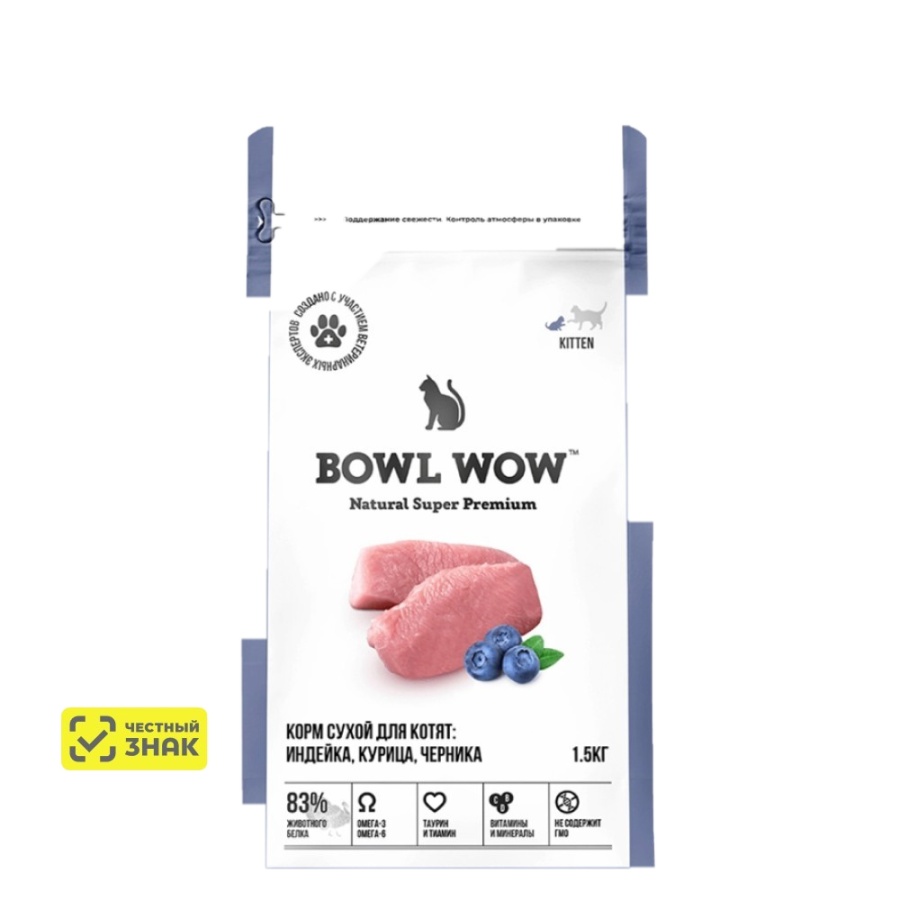 >>> Поддержание свежести. Контроль атмосферы в упаковке
СОЗДАНО С УЧАСТИЕМ ВЕТЕРИНАРНЫХ ЭКСПЕРТОВ
KITTEN
BOWL WOW™
Natural Super Premium
КОРМ СУХОЙ ДЛЯ КОТЯТ:
ИНДЕЙКА, КУРИЦА, ЧЕРНИКА 1.5КГ
ЧЕСТНЫЙ
ЗНАК
83%
ЖИВОТНОГО
БЕЛКА
ОМЕГА-3
ОМЕГА-6
ТАУРИН
И ТИАМИН
ВИТАМИНЫ
И МИНЕРАЛЫ
НЕ СОДЕРЖИТ
ГМО